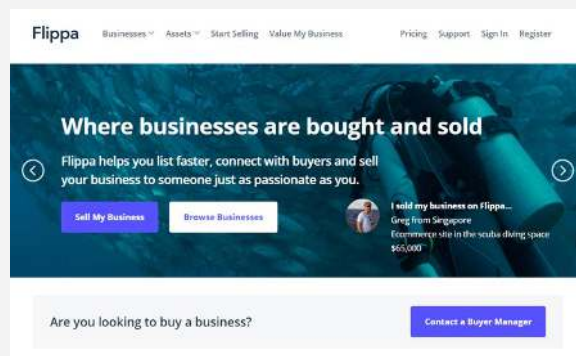 Flippa
Businesses Assets Start Selling Value My Business
Pricing Support Sign In Register
Where businesses are bought and sold
Flippa helps you list faster, connect with buyers and sell
your business to someone just as passionate as you.
Sell My Business
Browse Businesses
I sold my business on Flippa...
Greg from Singapore
Ecommerce site in the scuba diving space
$65,000
Are you looking to buy a business?
Contact a Buyer Manager